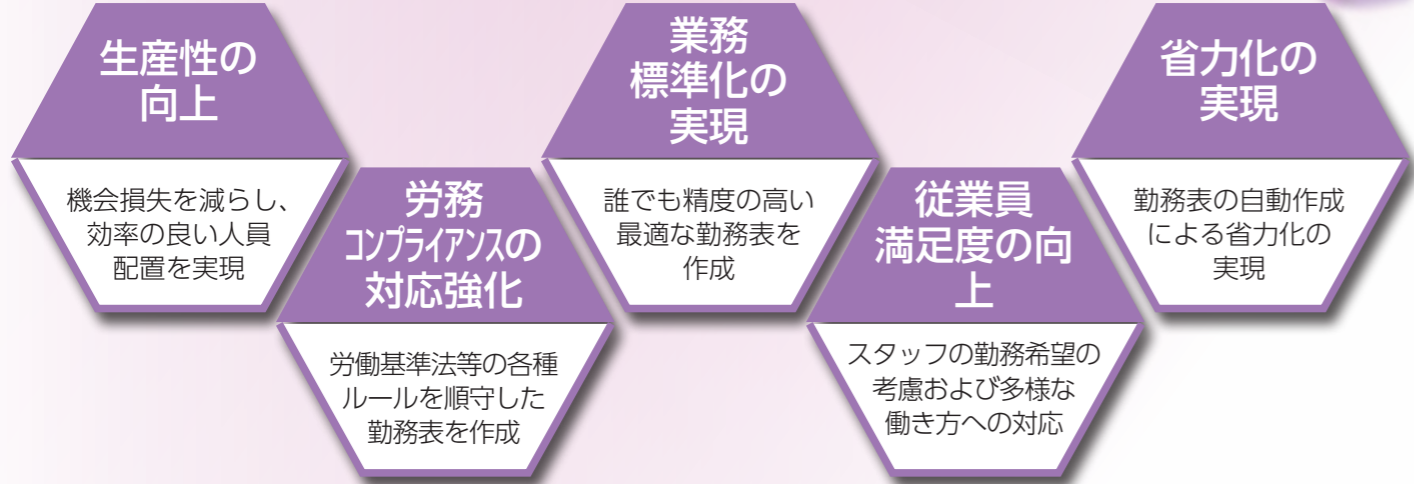 生産性の
向上
機会損失を減らし、
効率の良い人員
配置を実現
労務
コンプライアンスの
対応強化
労働基準法等の各種
ルールを順守した
勤務表を作成
業務
標準化の
実現
誰でも精度の高い
最適な勤務表を
作成
従業員
満足度の向
上
スタッフの勤務希望の
考慮および多様な
働き方への対応
省力化の
実現
勤務表の自動作成
による省力化の
実現